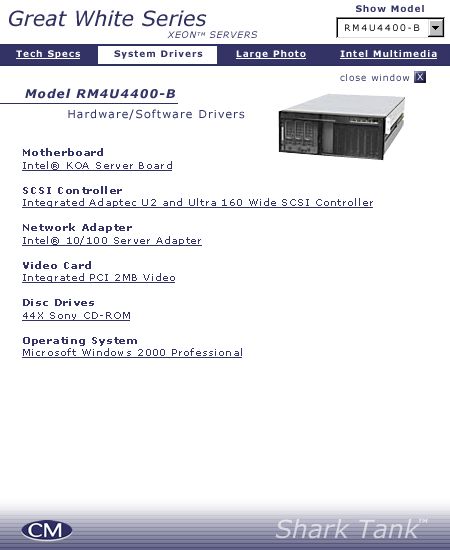 Great White Series
XEON™ SERVERS
Show Model
RM4U4400-B
Tech Specs
System Drivers
Large Photo
Intel Multimedia
close window X
Model RM4U4400-B
Hardware/Software Drivers
Motherboard
Intel® KOA Server Board
SCSI Controller
Integrated Adaptec U2 and Ultra 160 Wide SCSI Controller
Network Adapter
Intel® 10/100 Server Adapter
Video Card
Integrated PCI 2MB Video
Disc Drives
44X Sony CD-ROM
Operating System
Microsoft Windows 2000 Professional
CM
Shark Tank™